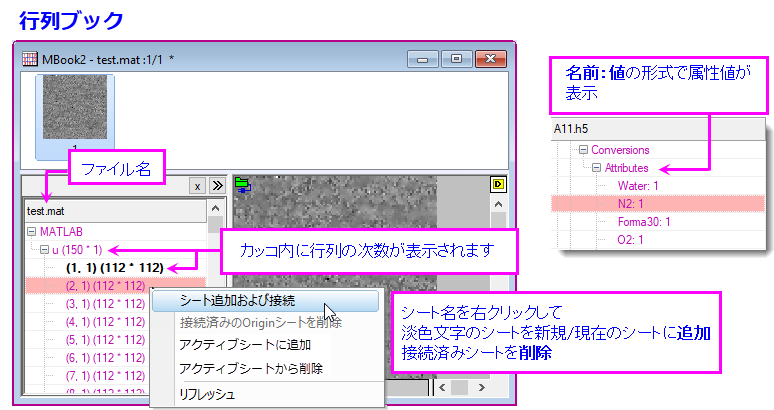 行列ブック
MBook2 - test.mat :1/1 *
1
名前：値の形式で属性値が
表示
A11.h5
Conversions
Attributes
Water: 1
N2: 1
Forma30: 1
O2: 1
ファイル名
test.mat
MATLAB
u (150 * 1)
(1, 1) (112 * 112)
(2, 1) (112 * 112)
(3, 1) (112 * 112)
(4, 1) (112 * 112)
(5, 1) (112 * 112)
(6, 1) (112 * 112)
(7, 1) (112 * 112)
(8, 1) (112 * 112)
カッコ内に行列の次数が表示されます
シート追加および接続
接続済みのOriginシートを削除
アクティブシートに追加
アクティブシートから削除
リフレッシュ
シート名を右クリックして
淡色文字のシートを新規/現在のシートに追加
接続済みシートを削除